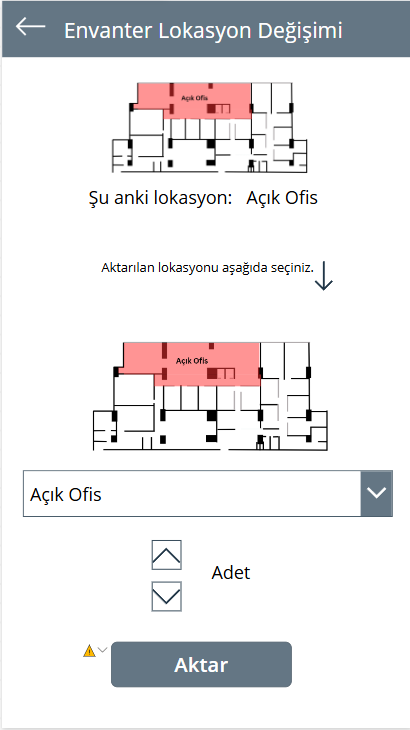 Envanter Lokasyon Değişimi
Açık Ofis
Şu anki lokasyon: Açık Ofis
Aktarılan lokasyonu aşağıda seçiniz.
Açık Ofis
Açık Ofis
Adet
Aktar